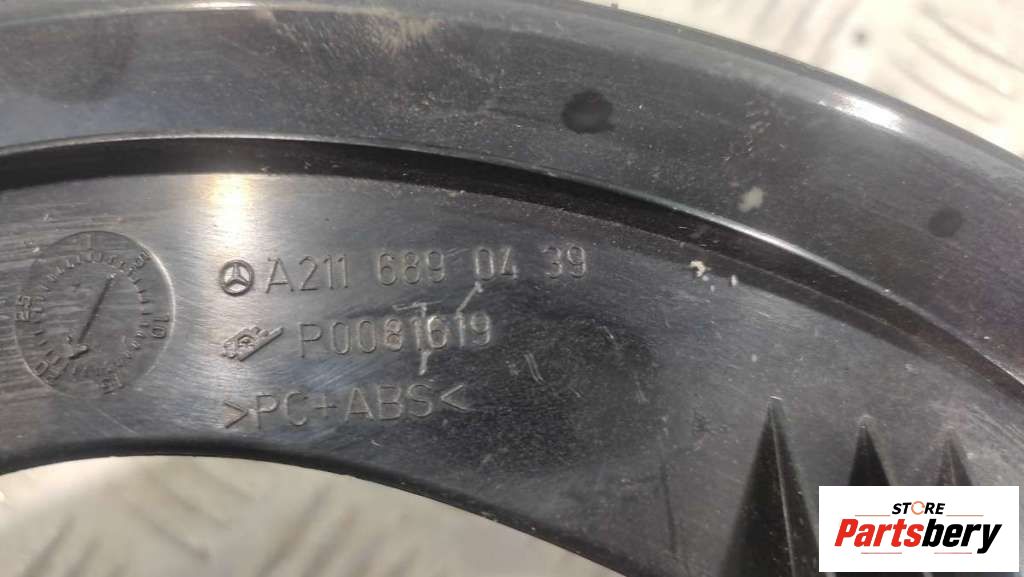 A211 689 04 39
P0081619
>PC+ABS<
STORE
Partsbery